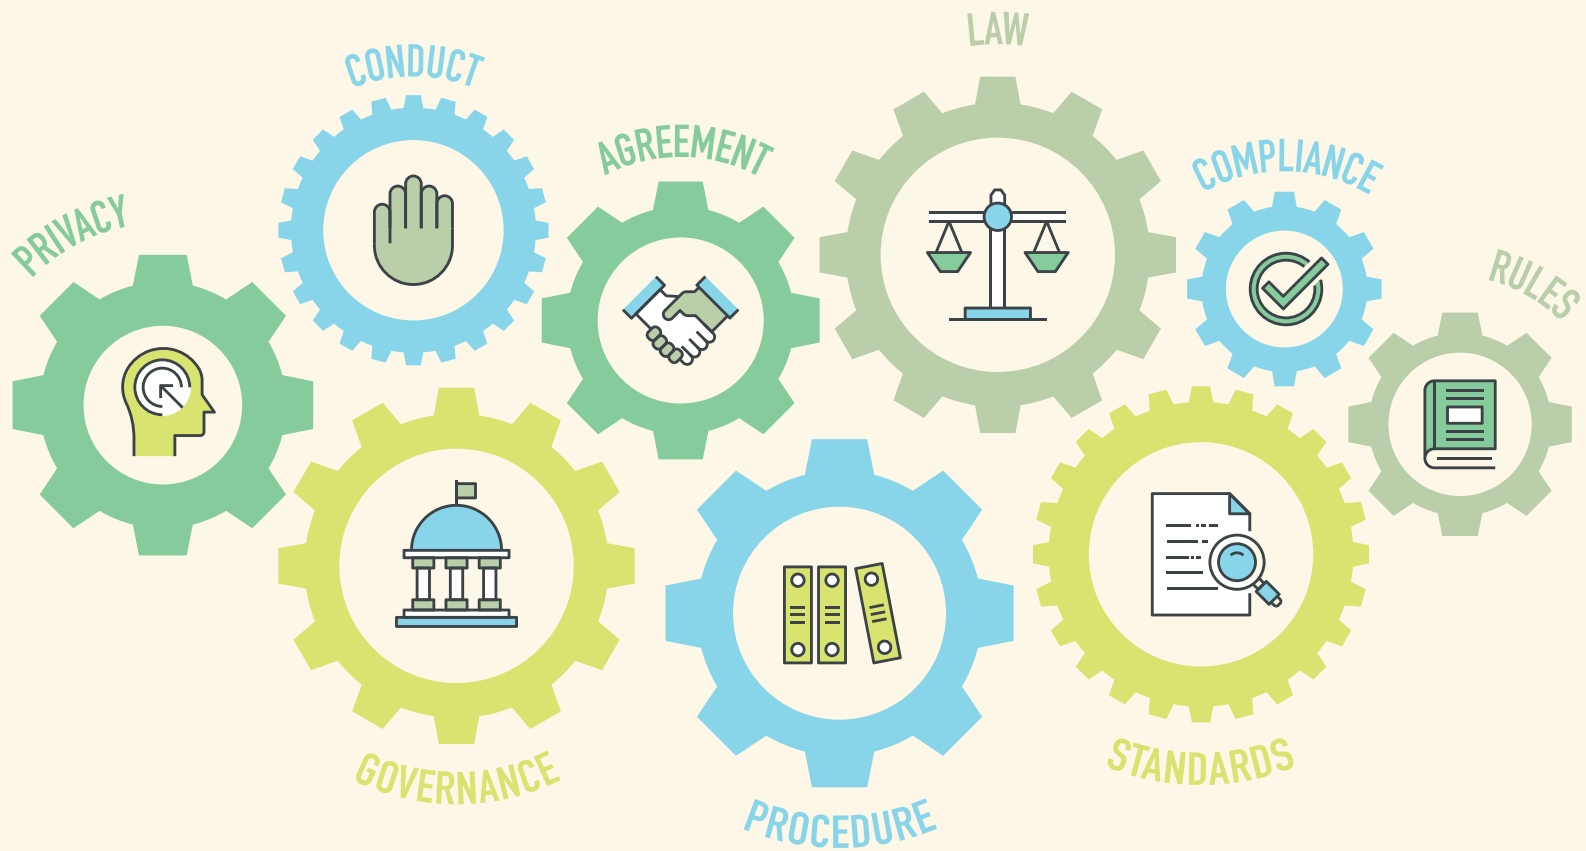 LAW
CONDUCT
AGREEMENT
COMPLIANCE
PRIVACY
RULES
GOVERNANCE
STANDARDS
PROCEDURE